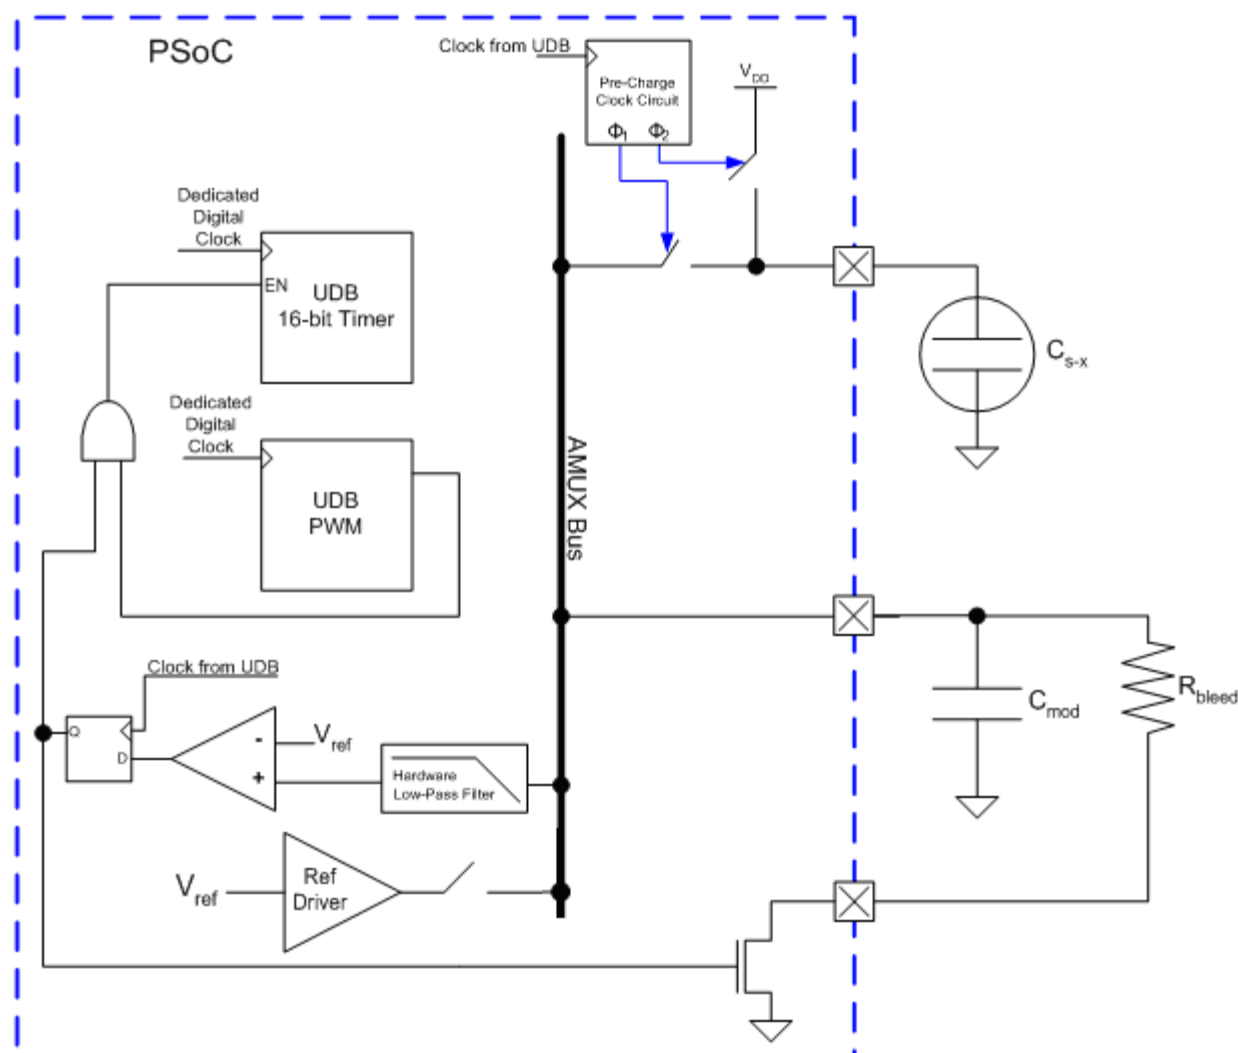 PSoC
Clock from UDB
Pre-Charge
Clock Circuit
Φ1 Φ2
VDD
Dedicated
Digital
Clock
EN
UDB
16-bit Timer
Dedicated
Digital
Clock
UDB
PWM
AMUX Bus
Cs-x
Clock from UDB
Q
D
-
+
Vref
Hardware
Low-Pass Filter
Cmod
Rbleed
Vref
Ref
Driver